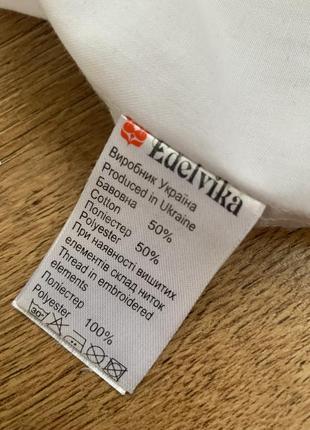 Edelvika
Виробник Україна
Produced in Ukraine
Бавовна
Cotton 50%
Поліестер
Polyester 50%
При наявності вишитих
елементів склад ниток
Thread in embroidered
elements
Поліестер
Polyester 100%
30°